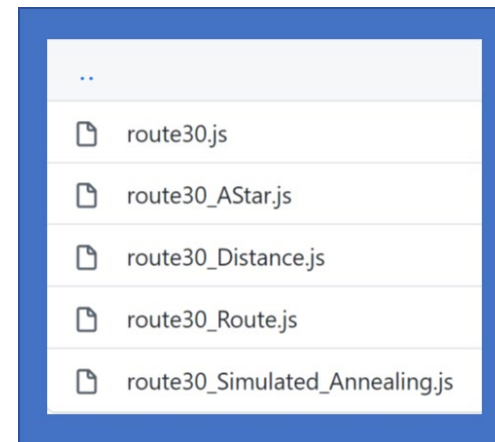 ..
route30.js
route30_AStar.js
route30_Distance.js
route30_Route.js
route30_Simulated_Annealing.js